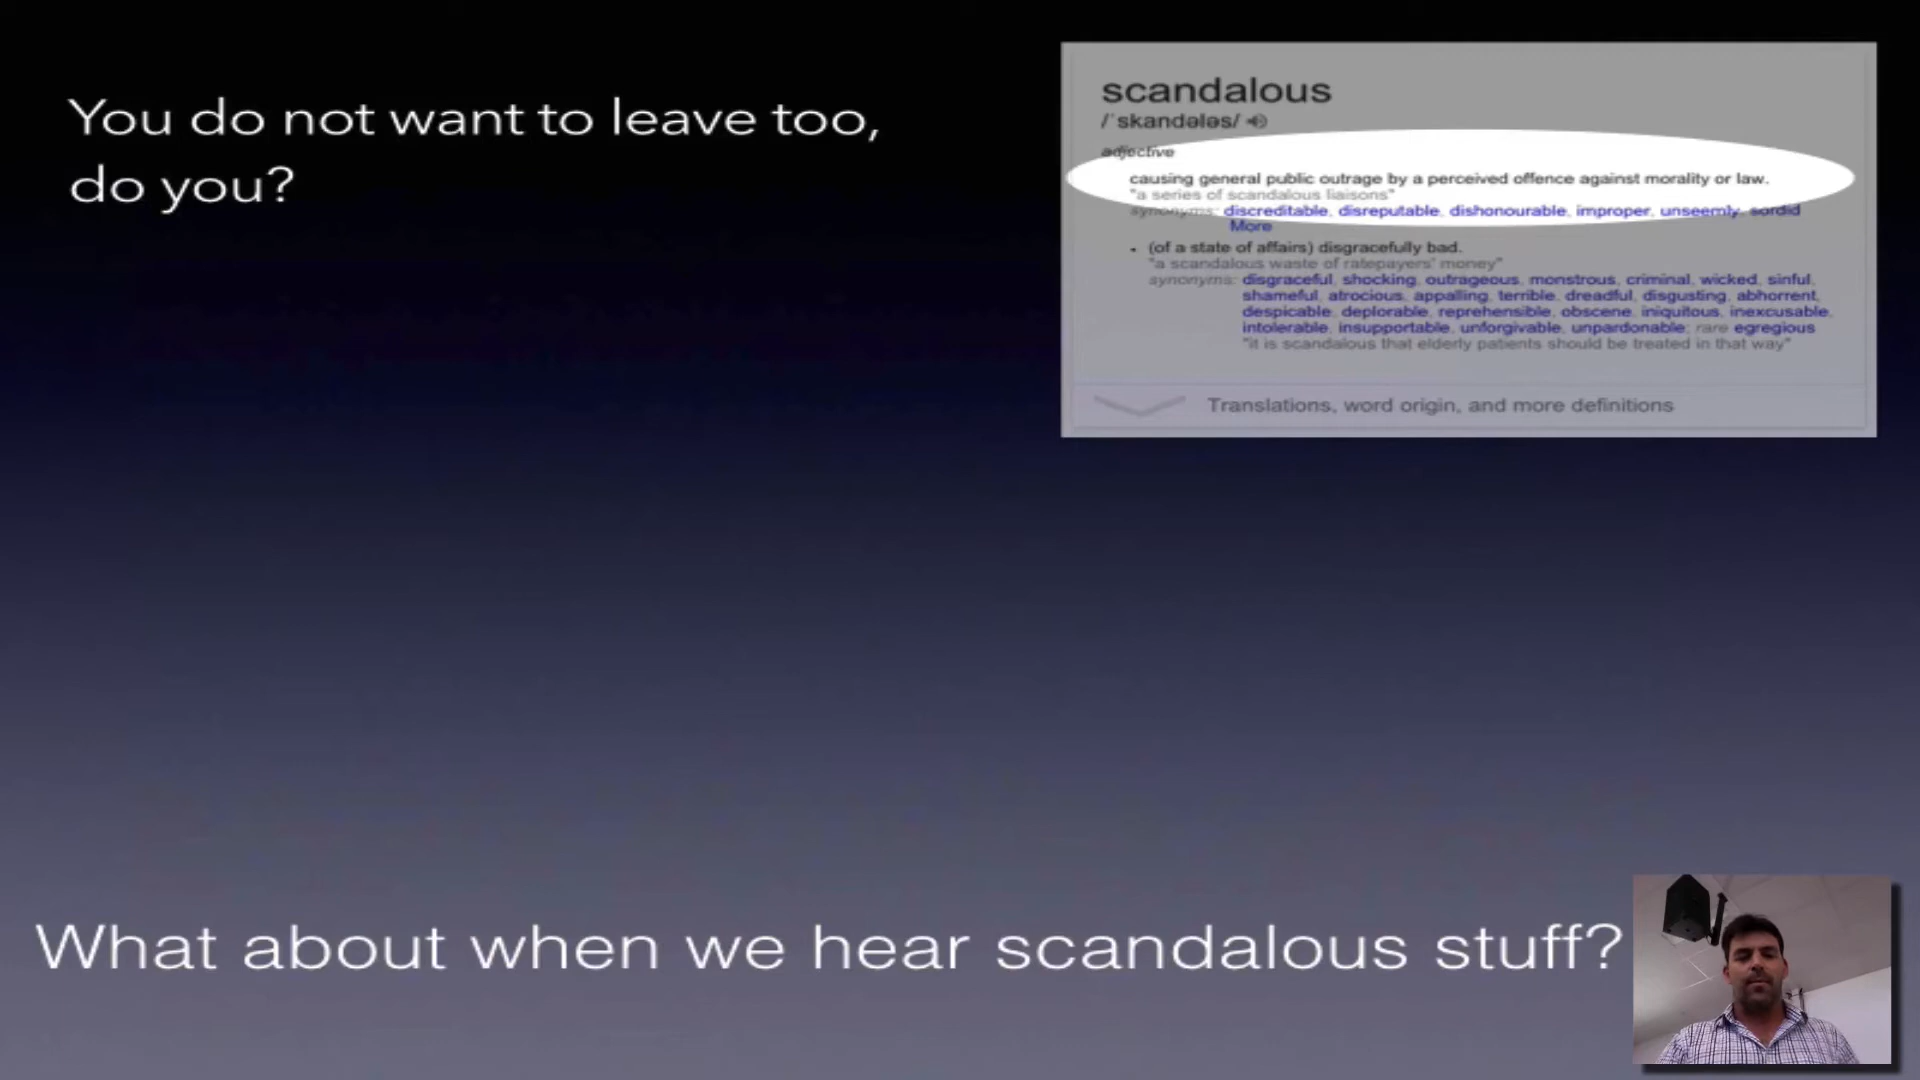 You do not want to leave too,
do you?
scandalous
/ˈskandələs/
adjective
causing general public outrage by a perceived offence against morality or law.
"a series of scandalous liaisons"
synonyms: discreditable, disreputable, dishonourable, improper, unseemly, sordid
More
• (of a state of affairs) disgracefully bad.
"a scandalous waste of ratepayers' money"
synonyms: disgraceful, shocking, outrageous, monstrous, criminal, wicked, sinful,
shameful, atrocious, appalling, terrible, dreadful, disgusting, abhorrent,
despicable, deplorable, reprehensible, obscene, iniquitous, inexcusable,
intolerable, insupportable, unforgivable, unpardonable; rare egregious
"it is scandalous that elderly patients should be treated in that way"
Translations, word origin, and more definitions
What about when we hear scandalous stuff?